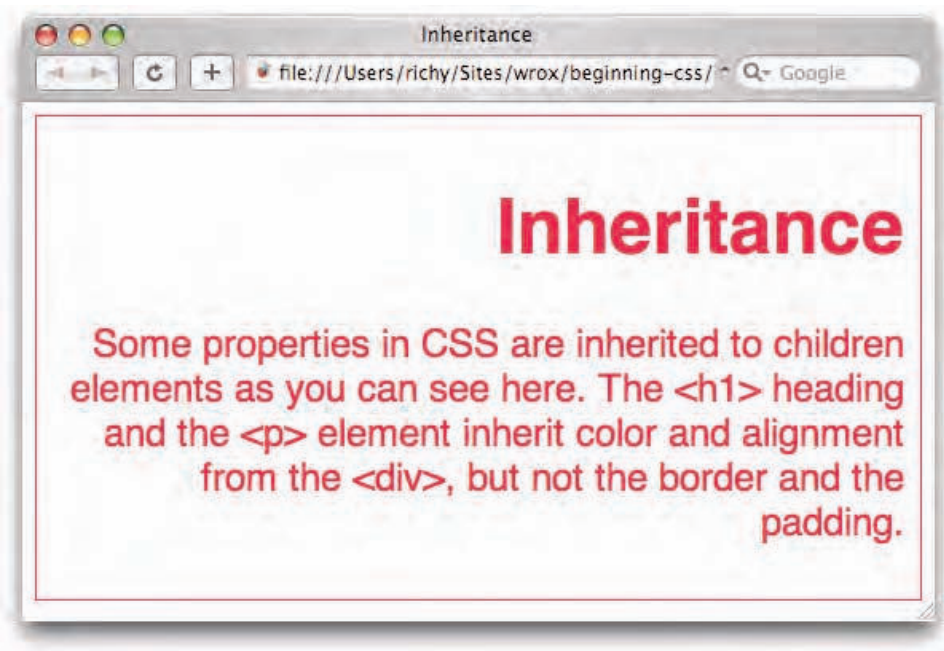 Inheritance
file:///Users/richy/Sites/wrox/beginning-css/
Google
Inheritance
Some properties in CSS are inherited to children
elements as you can see here. The <h1> heading
and the <p> element inherit color and alignment
from the <div>, but not the border and the
padding.